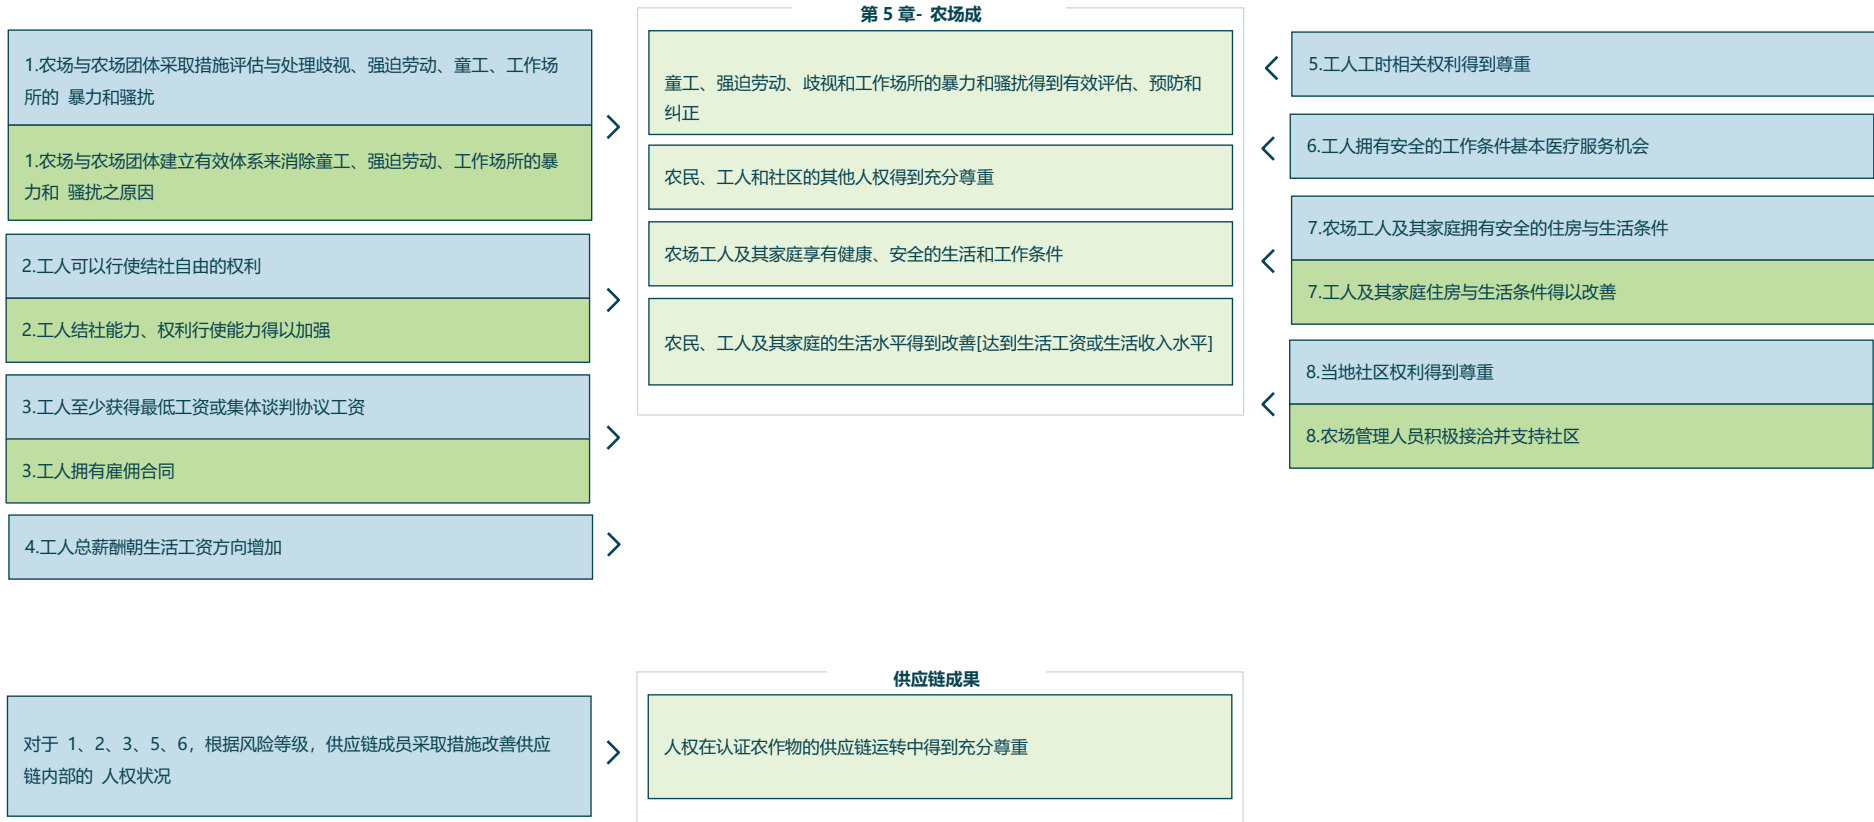 第 5 章- 农场成
1.农场与农场团体采取措施评估与处理歧视、强迫劳动、童工、工作场
所的 暴力和骚扰
1.农场与农场团体建立有效体系来消除童工、强迫劳动、工作场所的暴
力和 骚扰之原因
2.工人可以行使结社自由的权利
2.工人结社能力、权利行使能力得以加强
3.工人至少获得最低工资或集体谈判协议工资
3.工人拥有雇佣合同
4.工人总薪酬朝生活工资方向增加
童工、强迫劳动、歧视和工作场所的暴力和骚扰得到有效评估、预防和
纠正
农民、工人和社区的其他人权得到充分尊重
农场工人及其家庭享有健康、安全的生活和工作条件
农民、工人及其家庭的生活水平得到改善[达到生活工资或生活收入水平]
5.工人工时相关权利得到尊重
6.工人拥有安全的工作条件基本医疗服务机会
7.农场工人及其家庭拥有安全的住房与生活条件
7.工人及其家庭住房与生活条件得以改善
8.当地社区权利得到尊重
8.农场管理人员积极接洽并支持社区
供应链成果
对于 1、2、3、5、6，根据风险等级，供应链成员采取措施改善供应
链内部的 人权状况
人权在认证农作物的供应链运转中得到充分尊重